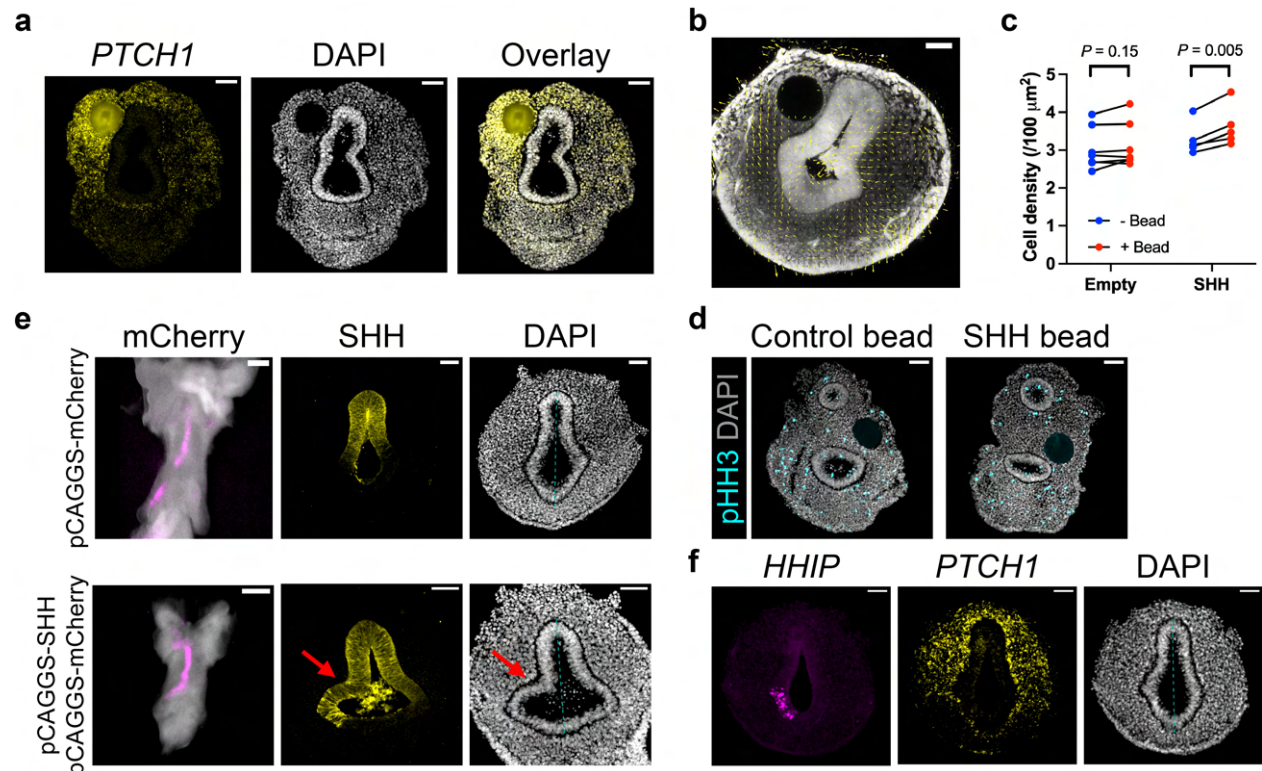 a
PTCH1
DAPI
Overlay
b
c
P = 0.15
P = 0.005
Cell density (/100 μm²)
5
4
3
2
1
0
- Bead
+ Bead
Empty
SHH
e
mCherry
SHH
DAPI
pCAGGS-mCherry
pCAGGS-SHH
pCAGGS-mCherry
d
Control bead
SHH bead
pHH3 DAPI
f
HHIP
PTCH1
DAPI